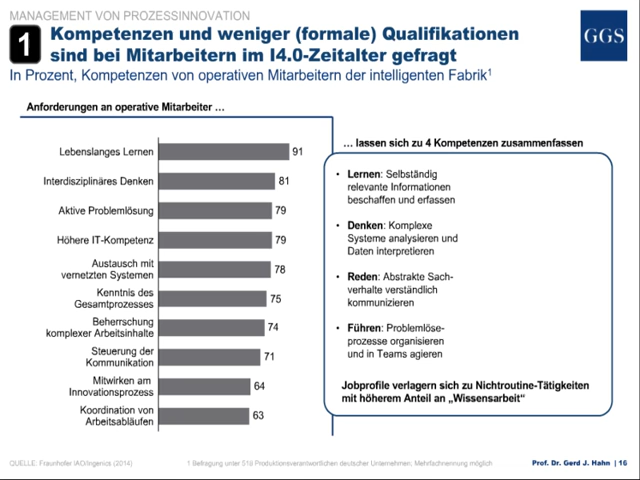 MANAGEMENT VON PROZESSINNOVATION
1
Kompetenzen und weniger (formale) Qualifikationen
sind bei Mitarbeitern im I4.0-Zeitalter gefragt
GGS
In Prozent, Kompetenzen von operativen Mitarbeitern der intelligenten Fabrik1
Anforderungen an operative Mitarbeiter ...
Lebenslanges Lernen 91
Interdisziplinäres Denken 81
Aktive Problemlösung 79
Höhere IT-Kompetenz 79
Austausch mit
vernetzten Systemen 78
Kenntnis des
Gesamtprozesses 75
Beherrschung
komplexer Arbeitsinhalte 74
Steuerung der
Kommunikation 71
Mitwirken am
Innovationsprozess 64
Koordination von
Arbeitsabläufen 63
... lassen sich zu 4 Kompetenzen zusammenfassen
• Lernen: Selbständig
relevante Informationen
beschaffen und erfassen
• Denken: Komplexe
Systeme analysieren und
Daten interpretieren
• Reden: Abstrakte Sach-
verhalte verständlich
kommunizieren
• Führen: Problemlöse-
prozesse organisieren
und in Teams agieren
Jobprofile verlagern sich zu Nichtroutine-Tätigkeiten
mit höherem Anteil an „Wissensarbeit“
QUELLE: Fraunhofer IAO/Ingenics (2014)
1 Befragung unter 518 Produktionsverantwortlichen deutscher Unternehmen, Mehrfachnennung möglich
Prof. Dr. Gerd J. Hahn | 16